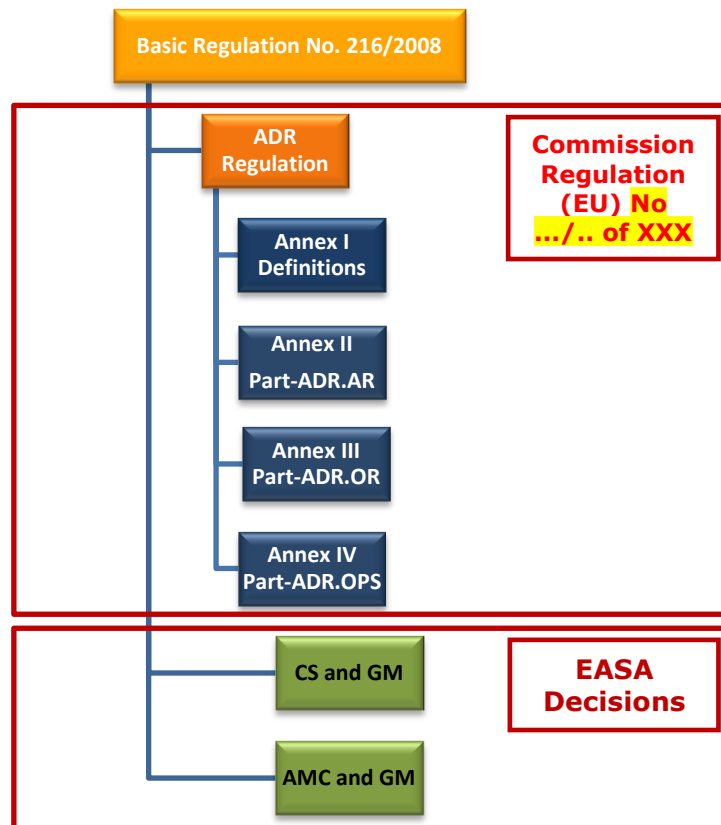 Basic Regulation No. 216/2008
ADR
Regulation
Commission
Regulation
(EU) No
.../.. of XXX
Annex I
Definitions
Annex II
Part-ADR.AR
Annex III
Part-ADR.OR
Annex IV
Part-ADR.OPS
CS and GM
EASA
Decisions
AMC and GM